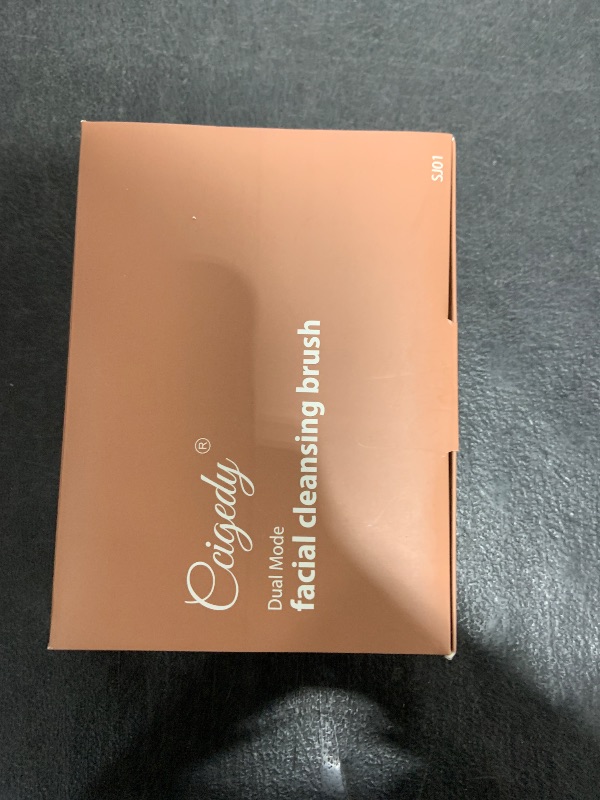 SJ01
Ccigedy®
Dual Mode
facial cleansing brush